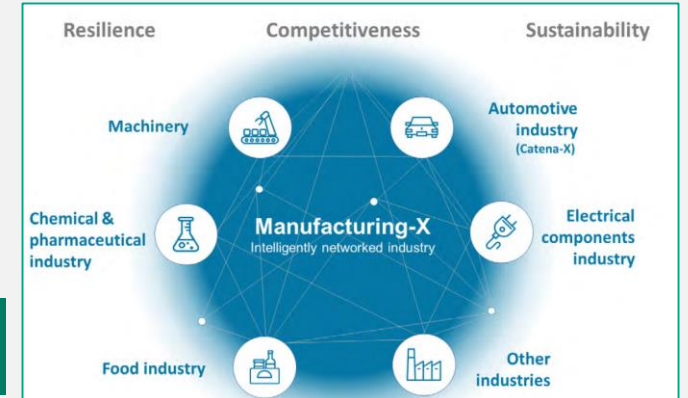 Resilience
Competitiveness
Sustainability
Machinery
Automotive
industry
(Catena-X)
Chemical &
pharmaceutical
industry
Manufacturing-X
Intelligently networked industry
Electrical
components
industry
Food industry
Other
industries